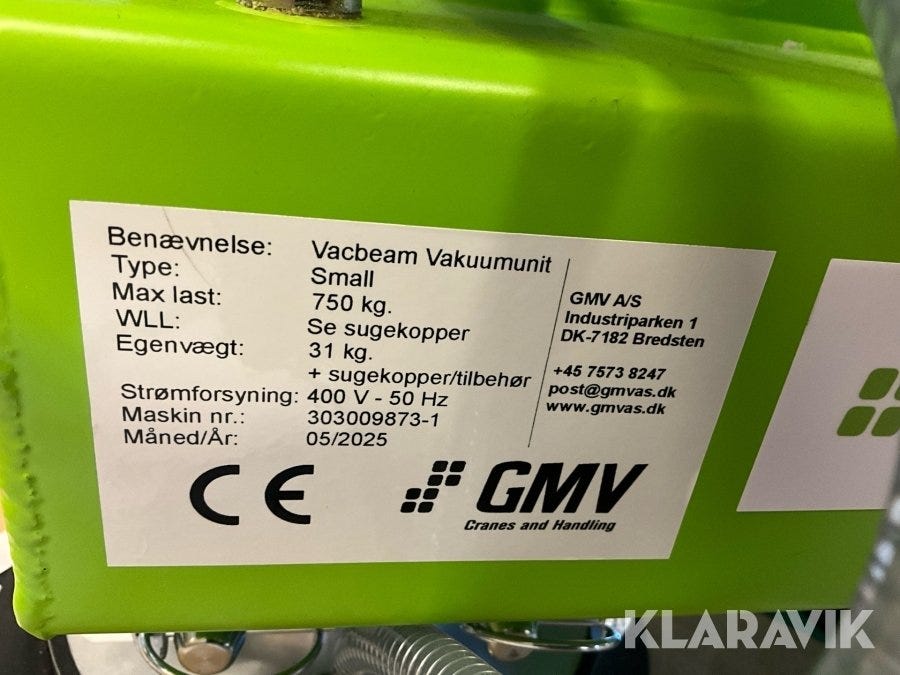 Benævnelse: Vacbeam Vakuumunit
Type: Small
Max last: 750 kg.
WLL: Se sugekopper
Egenvægt: 31 kg.
+ sugekopper/tilbehør
Strømforsyning: 400 V - 50 Hz
Maskin nr.: 303009873-1
Måned/År: 05/2025
GMV A/S
Industriparken 1
DK-7182 Bredsten
+45 7573 8247
post@gmvas.dk
www.gmvas.dk
CE
GMV
Cranes and Handling
KLARAVIK